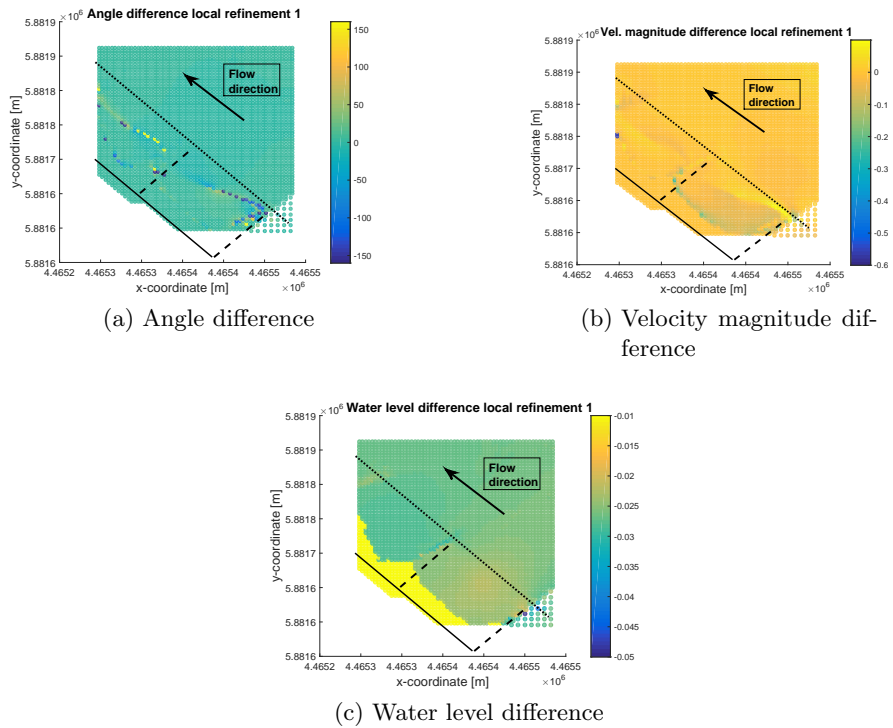 Angle difference local refinement 1
×10⁶
5.8819
5.8819
5.8818
5.8818
5.8817
5.8816
5.8816
5.8816
y-coordinate [m]
Flow
direction
150
100
50
0
-50
-100
-150
4.4652 4.4653 4.4653 4.4654 4.4654 4.4655 4.4655
x-coordinate [m]
×10⁶
(a) Angle difference
Vel. magnitude difference local refinement 1
×10⁶
5.8819
5.8819
5.8818
5.8818
5.8817
5.8816
5.8816
5.8816
y-coordinate [m]
Flow
direction
0
-0.1
-0.2
-0.3
-0.4
-0.5
-0.6
4.4652 4.4653 4.4653 4.4654 4.4654 4.4655 4.4655
x-coordinate [m]
×10⁶
(b) Velocity magnitude dif-
ference
Water level difference local refinement 1
×10⁶
5.8819
5.8819
5.8818
5.8818
5.8817
5.8816
5.8816
5.8816
y-coordinate [m]
Flow
direction
-0.01
-0.015
-0.02
-0.025
-0.03
-0.035
-0.04
-0.045
-0.05
4.4652 4.4653 4.4653 4.4654 4.4654 4.4655 4.4655
x-coordinate [m]
×10⁶
(c) Water level difference